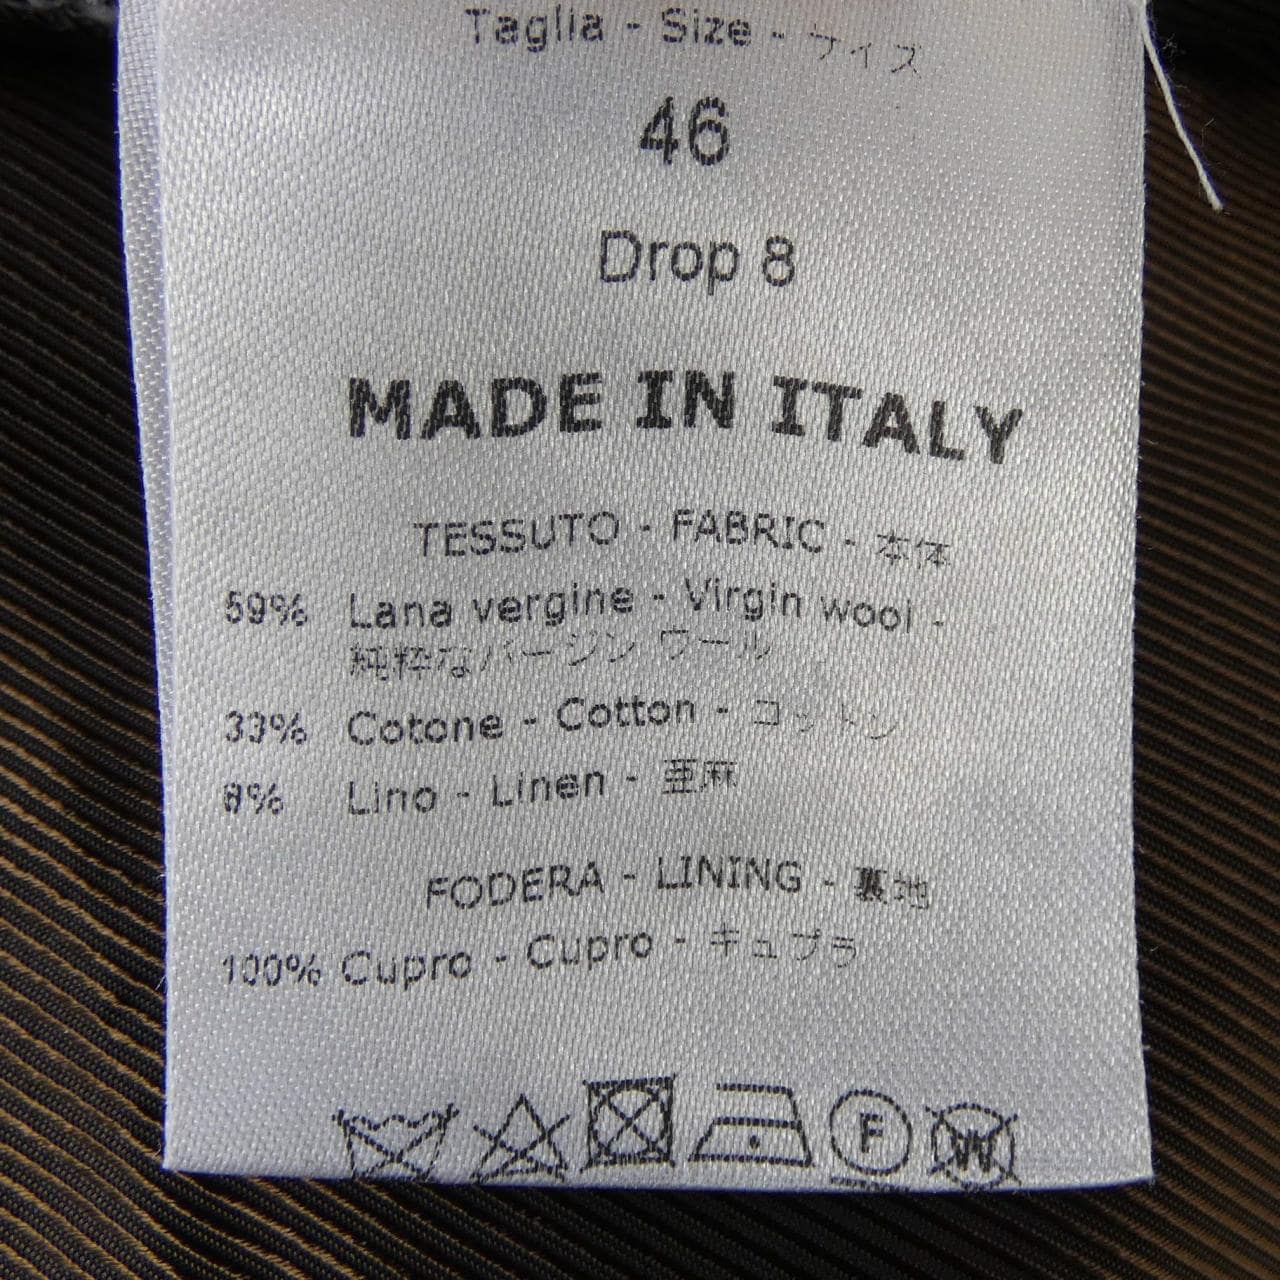 Taglia - Size - サイズ
46
Drop 8
MADE IN ITALY
TESSUTO - FABRIC - 本体
59% Lana vergine - Virgin wool -
純粋なバージン ウール
33% Cotone - Cotton - コットン
8% Lino - Linen - 亜麻
FODERA - LINING - 裏地
100% Cupro - Cupro - キュプラ
F W